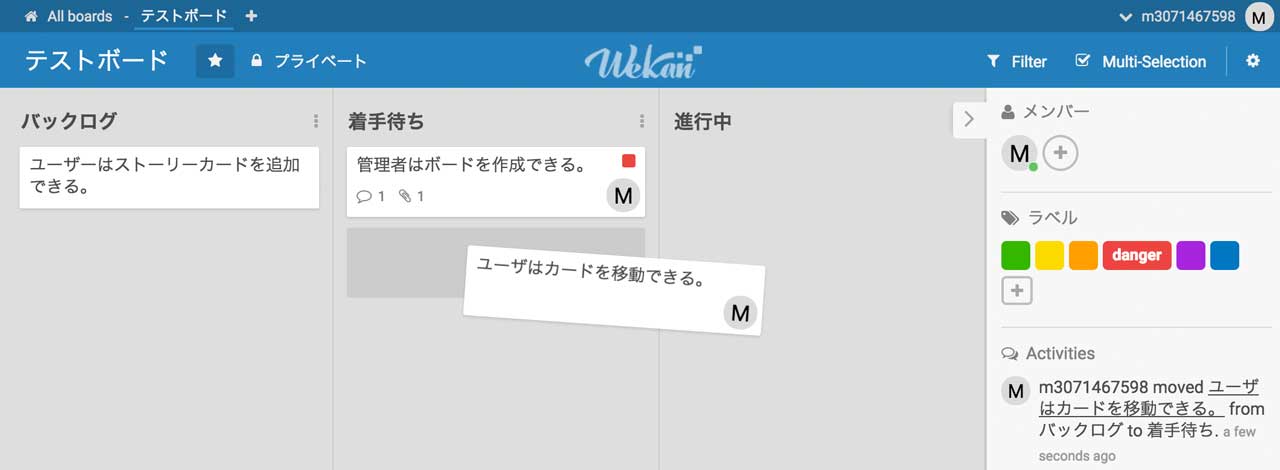 All boards - テストボード +
m3071467598 M
テストボード
プライベート
Wekan
Filter
Multi-Selection
バックログ
ユーザーはストーリーカードを追加
できる。
着手待ち
管理者はボードを作成できる。
1 1 M
ユーザはカードを移動できる。
M
進行中
メンバー
M
ラベル
danger
Activities
M
m3071467598 moved ユーザ
はカードを移動できる。 from
バックログ to 着手待ち. a few
seconds ago